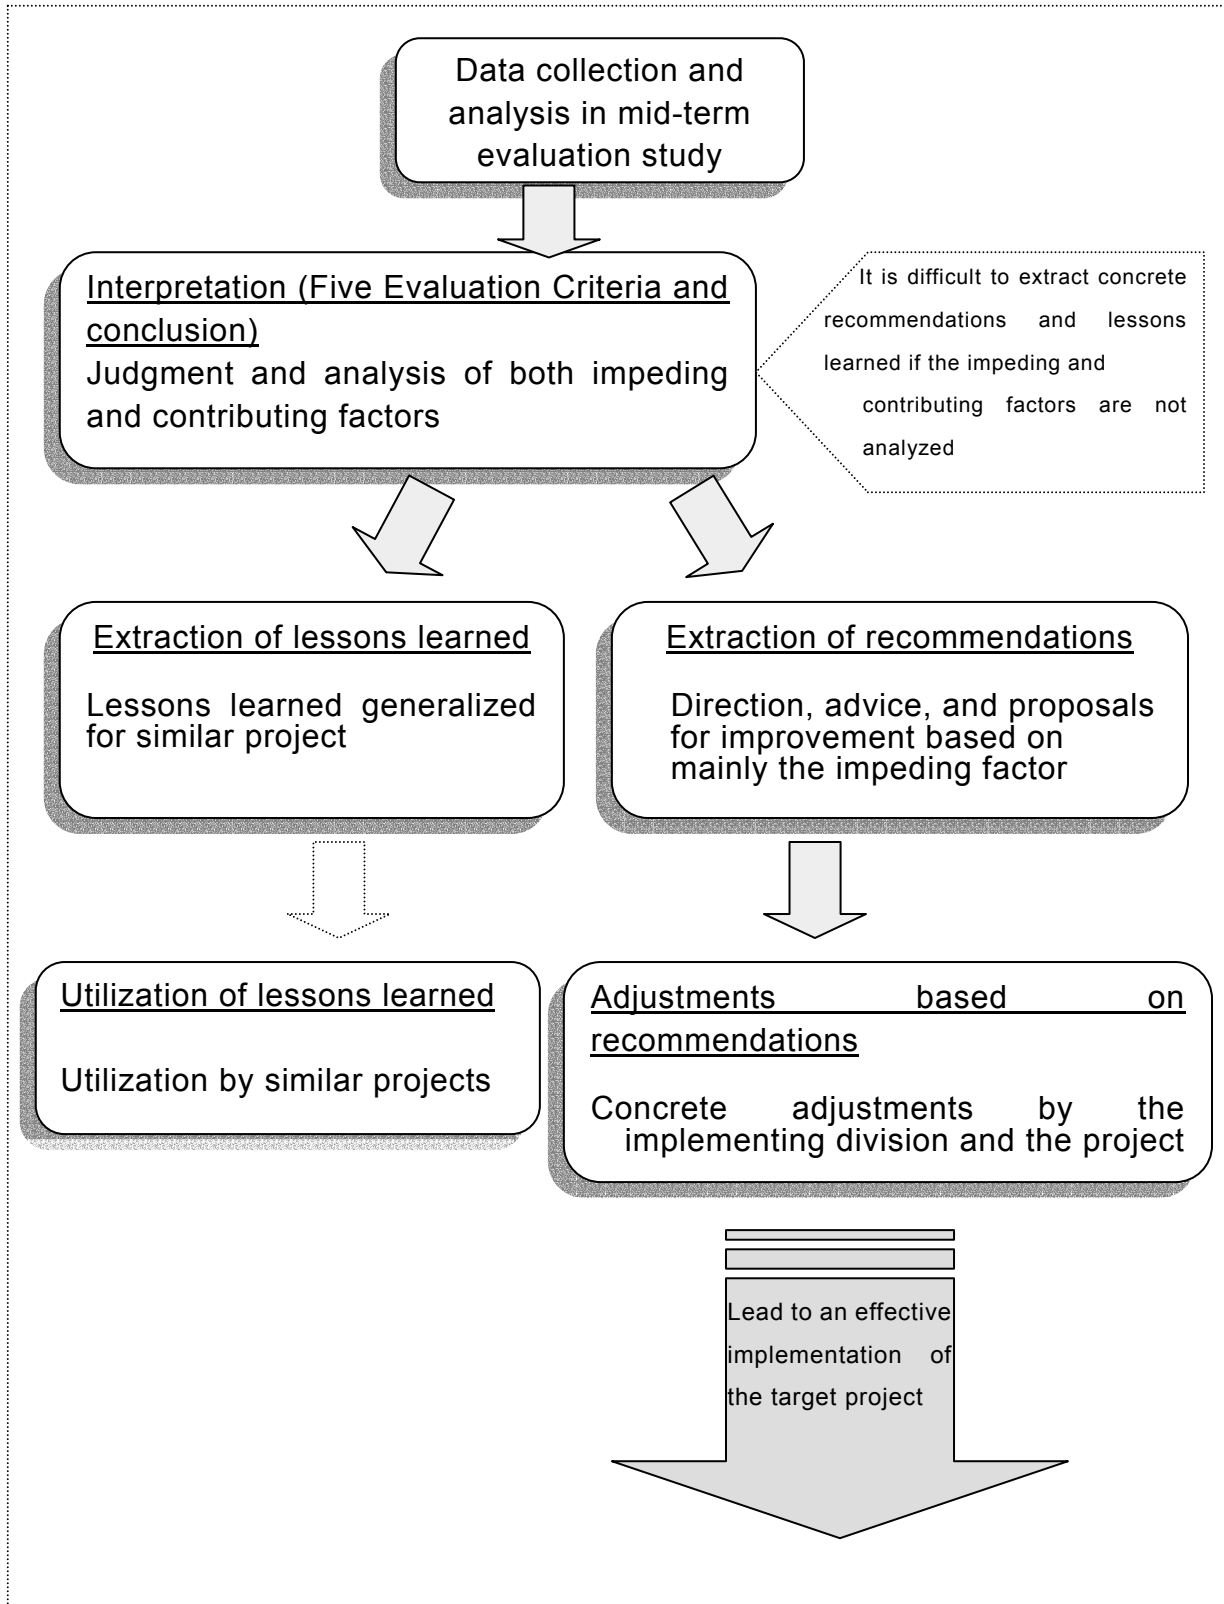 Data collection and
analysis in mid-term
evaluation study
Interpretation (Five Evaluation Criteria and
conclusion)
Judgment and analysis of both impeding
and contributing factors
It is difficult to extract concrete
recommendations and lessons
learned if the impeding and
contributing factors are not
analyzed
Extraction of lessons learned
Lessons learned generalized
for similar project
Extraction of recommendations
Direction, advice, and proposals
for improvement based on
mainly the impeding factor
Utilization of lessons learned
Utilization by similar projects
Adjustments based on
recommendations
Concrete adjustments by the
implementing division and the project
Lead to an effective
implementation of
the target project